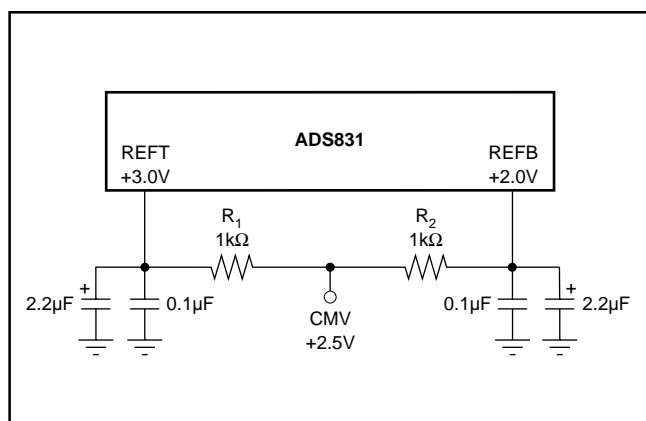 ADS831
REFT
+3.0V
REFB
+2.0V
R1
1kΩ
R2
1kΩ
+
2.2µF
0.1µF
CMV
+2.5V
0.1µF
+
2.2µF